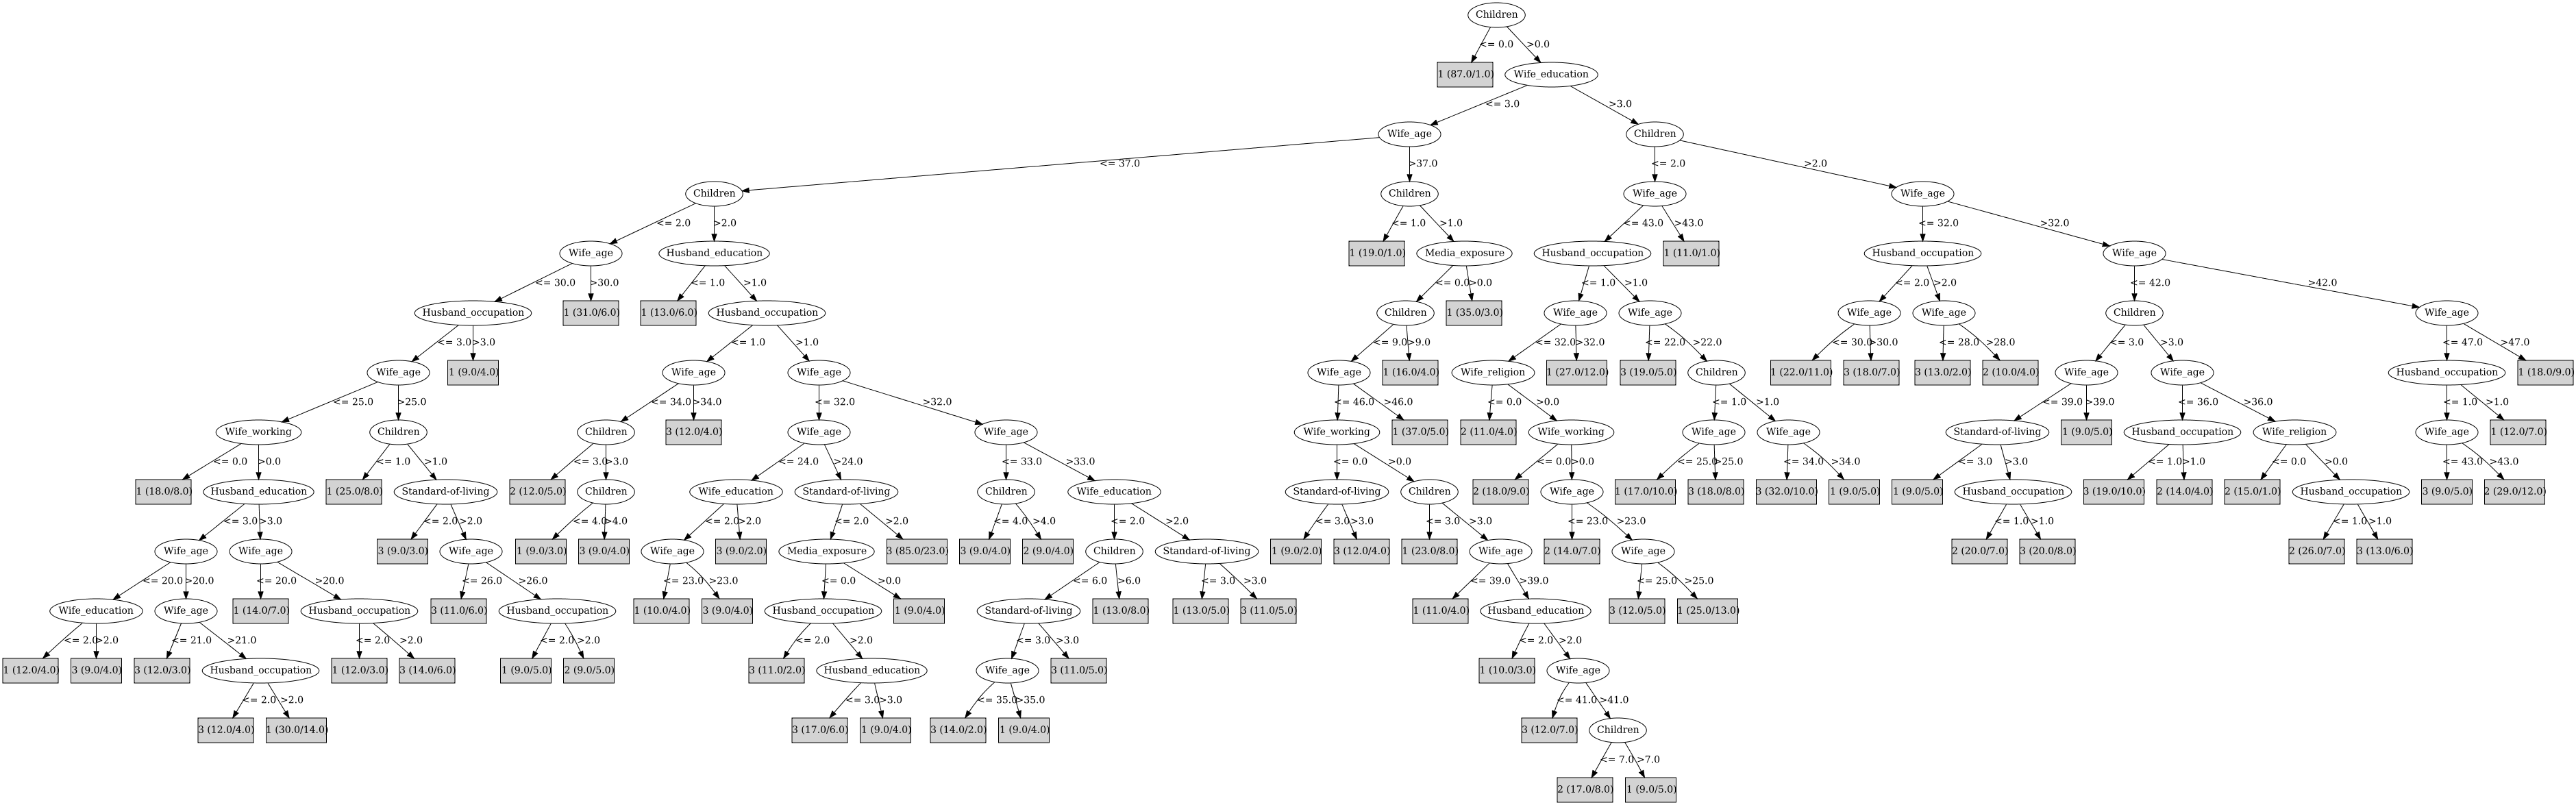 Children
<= 0.0 >0.0
1 (87.0/1.0) Wife_education
<= 3.0 >3.0
Wife_age Children
<= 37.0 >37.0 <= 2.0 >2.0
Children Children Wife_age Wife_age
<= 2.0 >2.0 <= 1.0 >1.0 <= 43.0 >43.0 <= 32.0 >32.0
Wife_age Husband_education 1 (19.0/1.0) Media_exposure Husband_occupation 1 (11.0/1.0) Husband_occupation Wife_age
<= 30.0 >30.0 <= 1.0 >1.0 <= 0.0 >0.0 <= 1.0 >1.0 <= 2.0 >2.0 <= 42.0 >42.0
Husband_occupation 1 (31.0/6.0) 1 (13.0/6.0) Husband_occupation Children 1 (35.0/3.0) Wife_age Wife_age Wife_age Wife_age Children Wife_age
<= 3.0 >3.0 <= 1.0 >1.0 <= 9.0 >9.0 <= 32.0 >32.0 <= 22.0 >22.0 <= 30.0 >30.0 <= 28.0 >28.0 <= 3.0 >3.0 <= 47.0 >47.0
Wife_age 1 (9.0/4.0) Wife_age Wife_age Wife_age 1 (16.0/4.0) Wife_religion 1 (27.0/12.0) 3 (19.0/5.0) Children 1 (22.0/11.0) 3 (18.0/7.0) 3 (13.0/2.0) 2 (10.0/4.0) Wife_age Wife_age Husband_occupation 1 (18.0/9.0)
<= 25.0 >25.0 <= 34.0 >34.0 <= 32.0 >32.0 <= 46.0 >46.0 <= 0.0 >0.0 <= 1.0 >1.0 <= 39.0 >39.0 <= 36.0 >36.0 <= 1.0 >1.0
Wife_working Children Children 3 (12.0/4.0) Wife_age Wife_age Wife_working 1 (37.0/5.0) 2 (11.0/4.0) Wife_working Wife_age Wife_age Standard-of-living 1 (9.0/5.0) Husband_occupation Wife_religion Wife_age 1 (12.0/7.0)
<= 0.0 >0.0 <= 1.0 >1.0 <= 3.0 >3.0 <= 24.0 >24.0 <= 33.0 >33.0 <= 0.0 >0.0 <= 0.0 >0.0 <= 25.0 >25.0 <= 34.0 >34.0 <= 3.0 >3.0 <= 1.0 >1.0 <= 0.0 >0.0 <= 43.0 >43.0
1 (18.0/8.0) Husband_education 1 (25.0/8.0) Standard-of-living 2 (12.0/5.0) Children Wife_education Standard-of-living Children Wife_education Standard-of-living Children 2 (18.0/9.0) Wife_age 1 (17.0/10.0) 3 (18.0/8.0) 3 (32.0/10.0) 1 (9.0/5.0) 1 (9.0/5.0) Husband_occupation 3 (19.0/10.0) 2 (14.0/4.0) 2 (15.0/1.0) Husband_occupation 3 (9.0/5.0) 2 (29.0/12.0)
<= 3.0 >3.0 <= 2.0 >2.0 <= 4.0 >4.0 <= 2.0 >2.0 <= 2.0 >2.0 <= 4.0 >4.0 <= 2.0 >2.0 <= 3.0 >3.0 <= 3.0 >3.0 <= 23.0 >23.0 <= 1.0 >1.0 <= 1.0 >1.0
Wife_age Wife_age 3 (9.0/3.0) Wife_age 1 (9.0/3.0) 3 (9.0/4.0) Wife_age 3 (9.0/2.0) Media_exposure 3 (85.0/23.0) 3 (9.0/4.0) 2 (9.0/4.0) Children Standard-of-living 1 (9.0/2.0) 3 (12.0/4.0) 1 (23.0/8.0) Wife_age 2 (14.0/7.0) Wife_age 2 (20.0/7.0) 3 (20.0/8.0) 2 (26.0/7.0) 3 (13.0/6.0)
<= 20.0 >20.0 <= 20.0 >20.0 <= 26.0 >26.0 <= 23.0 >23.0 <= 0.0 >0.0 <= 6.0 >6.0 <= 3.0 >3.0 <= 39.0 >39.0 <= 25.0 >25.0
Wife_education Wife_age 1 (14.0/7.0) Husband_occupation 3 (11.0/6.0) Husband_occupation 1 (10.0/4.0) 3 (9.0/4.0) Husband_occupation 1 (9.0/4.0) Standard-of-living 1 (13.0/8.0) 1 (13.0/5.0) 3 (11.0/5.0) 1 (11.0/4.0) Husband_education 3 (12.0/5.0) 1 (25.0/13.0)
<= 2.0 >2.0 <= 21.0 >21.0 <= 2.0 >2.0 <= 2.0 >2.0 <= 2.0 >2.0 <= 3.0 >3.0 <= 2.0 >2.0
1 (12.0/4.0) 3 (9.0/4.0) 3 (12.0/3.0) Husband_occupation 1 (12.0/3.0) 3 (14.0/6.0) 1 (9.0/5.0) 2 (9.0/5.0) 3 (11.0/2.0) Husband_education Wife_age 3 (11.0/5.0) 1 (10.0/3.0) Wife_age
<= 2.0 >2.0 <= 3.0 >3.0 <= 35.0 >35.0 <= 41.0 >41.0
3 (12.0/4.0) 1 (30.0/14.0) 3 (17.0/6.0) 1 (9.0/4.0) 3 (14.0/2.0) 1 (9.0/4.0) 3 (12.0/7.0) Children
<= 7.0 >7.0
2 (17.0/8.0) 1 (9.0/5.0)